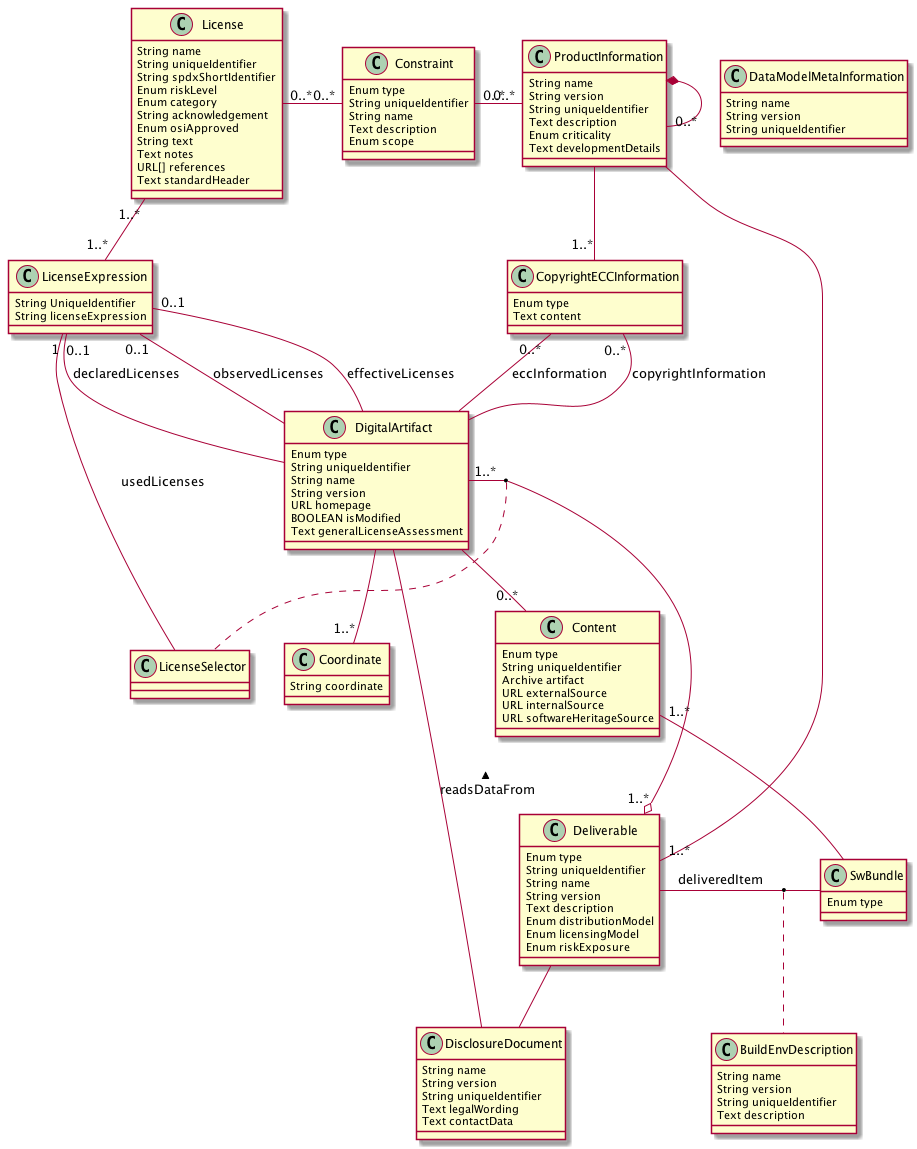 C License
String name
String uniqueIdentifier
String spdxShortIdentifier
Enum riskLevel
Enum category
String acknowledgement
Enum osiApproved
String text
Text notes
URL[] references
Text standardHeader
0..*
0..*
C Constraint
Enum type
String uniqueIdentifier
String name
Text description
Enum scope
0..*
0..*
C ProductInformation
String name
String version
String uniqueIdentifier
Text description
Enum criticality
Text developmentDetails
0..*
C DataModelMetaInformation
String name
String version
String uniqueIdentifier
1..*
1..*
1..*
C LicenseExpression
String UniqueIdentifier
String licenseExpression
0..1
C CopyrightECCInformation
Enum type
Text content
1
0..1
0..1
0..*
0..*
declaredLicenses
observedLicenses
effectiveLicenses
eccInformation
copyrightInformation
C DigitalArtifact
Enum type
String uniqueIdentifier
String name
String version
URL homepage
BOOLEAN isModified
Text generalLicenseAssessment
1..*
usedLicenses
0..*
1..*
C LicenseSelector
C Coordinate
String coordinate
C Content
Enum type
String uniqueIdentifier
Archive artifact
URL externalSource
URL internalSource
URL softwareHeritageSource
1..*
readsDataFrom
1..*
C Deliverable
Enum type
String uniqueIdentifier
String name
String version
Text description
Enum distributionModel
Enum licensingModel
Enum riskExposure
1..*
deliveredItem
C SwBundle
Enum type
C DisclosureDocument
String name
String version
String uniqueIdentifier
Text legalWording
Text contactData
C BuildEnvDescription
String name
String version
String uniqueIdentifier
Text description